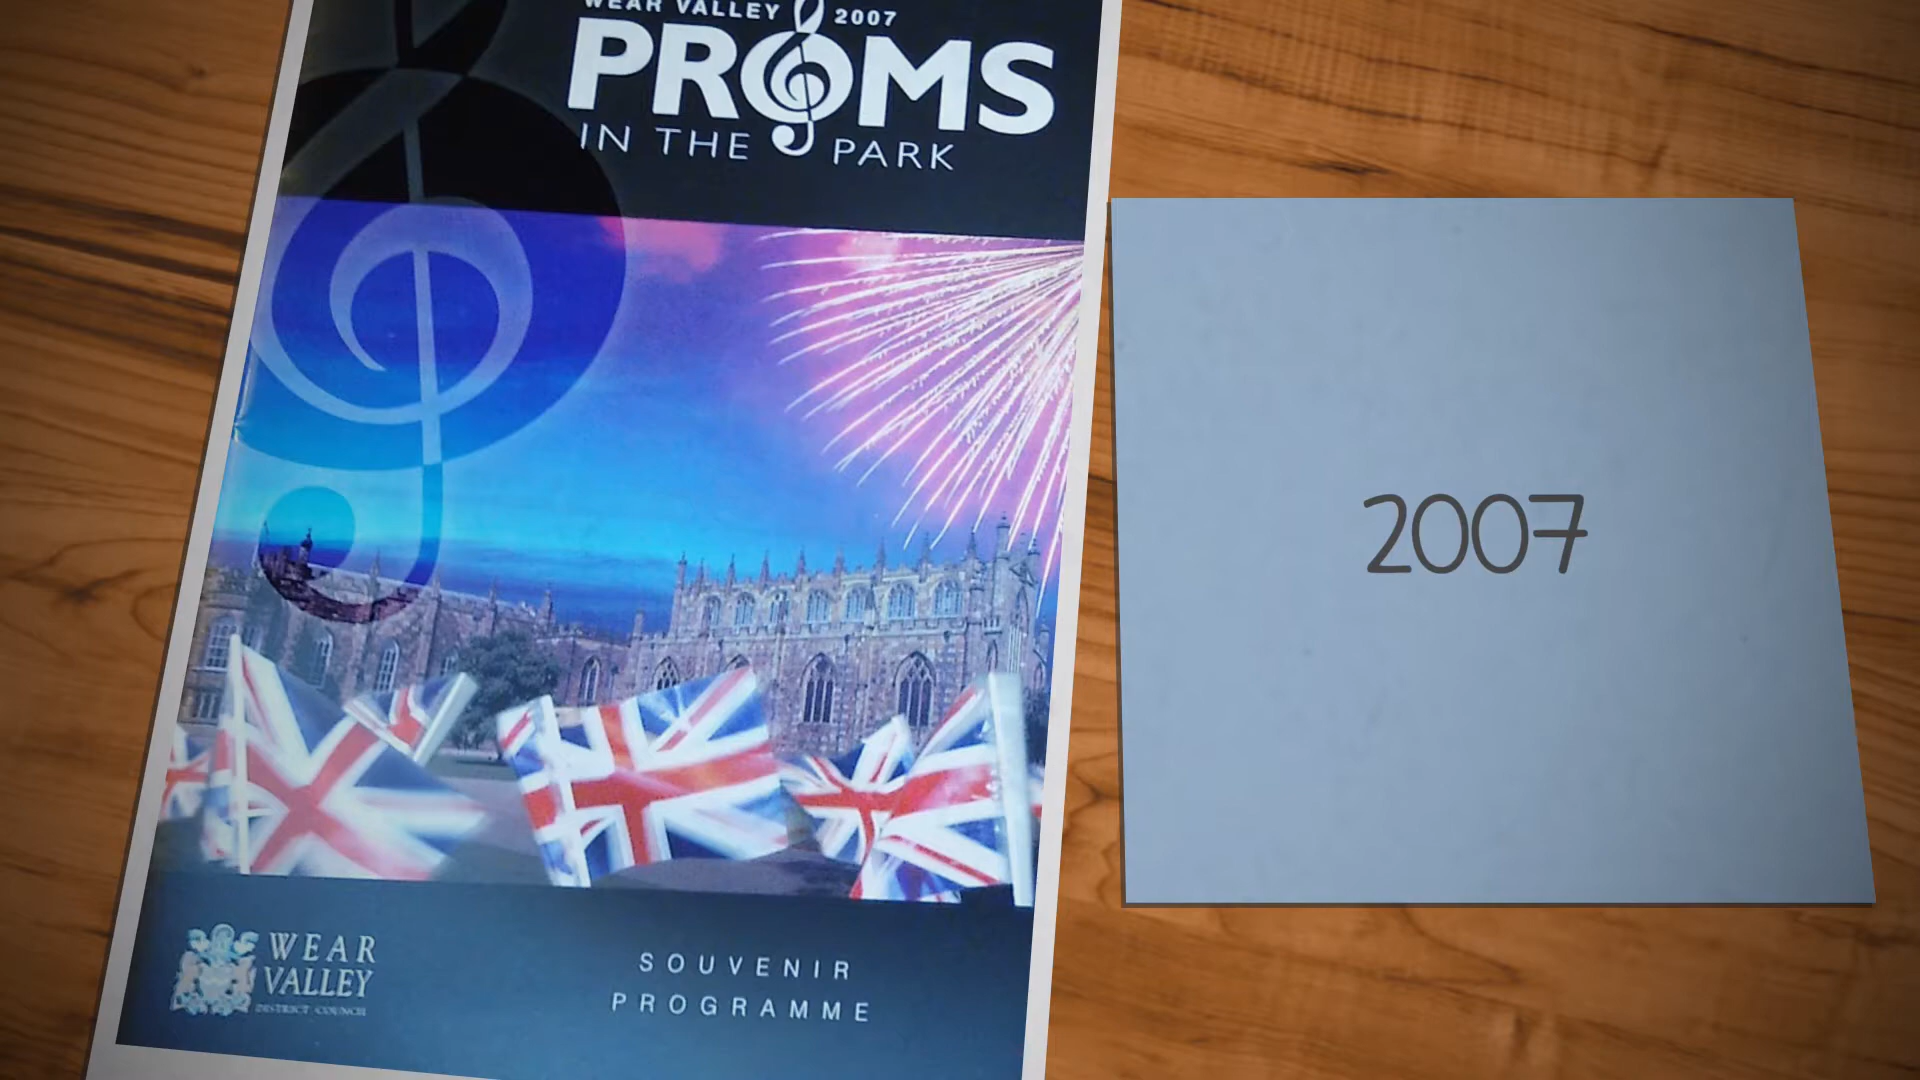 WEAR VALLEY 2007
PROMS
IN THE PARK
2007
WEAR
VALLEY
DISTRICT COUNCIL
SOUVENIR
PROGRAMME